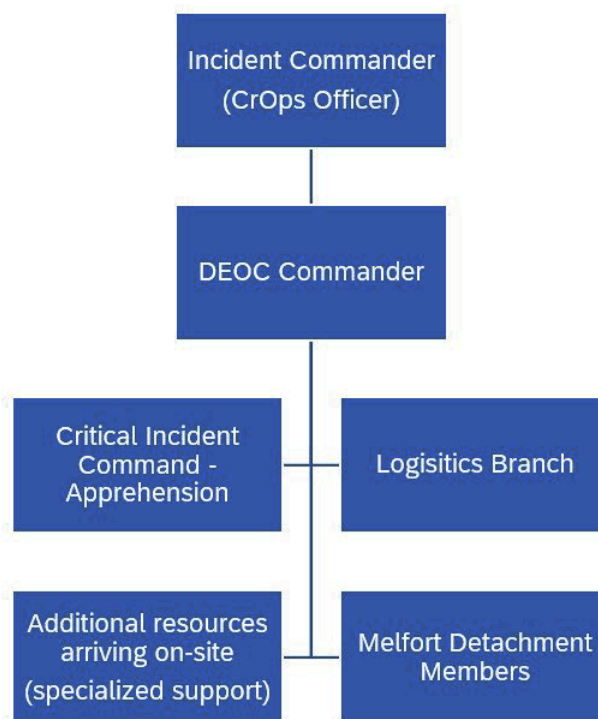 Incident Commander
(CrOps Officer)
DEOC Commander
Critical Incident
Command -
Apprehension
Logisitics Branch
Additional resources
arriving on-site
(specialized support)
Melfort Detachment
Members